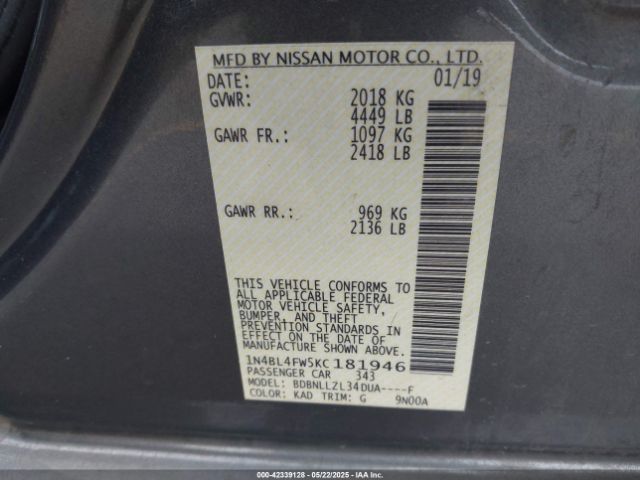 MFD BY NISSAN MOTOR CO., LTD.
DATE: 01/19
GVWR: 2018 KG
4449 LB
GAWR FR.: 1097 KG
2418 LB
GAWR RR.: 969 KG
2136 LB
THIS VEHICLE CONFORMS TO
ALL APPLICABLE FEDERAL
MOTOR VEHICLE SAFETY,
BUMPER, AND THEFT
PREVENTION STANDARDS IN
EFFECT ON THE DATE OF
MANUFACTURE SHOWN ABOVE.
1N4BL4FW5KC181946
PASSENGER CAR 343
MODEL: BDBNLLZL34DUA----F
COLOR: KAD TRIM: G 9N00A
000-42339128 - 05/22/2025 - IAA Inc.